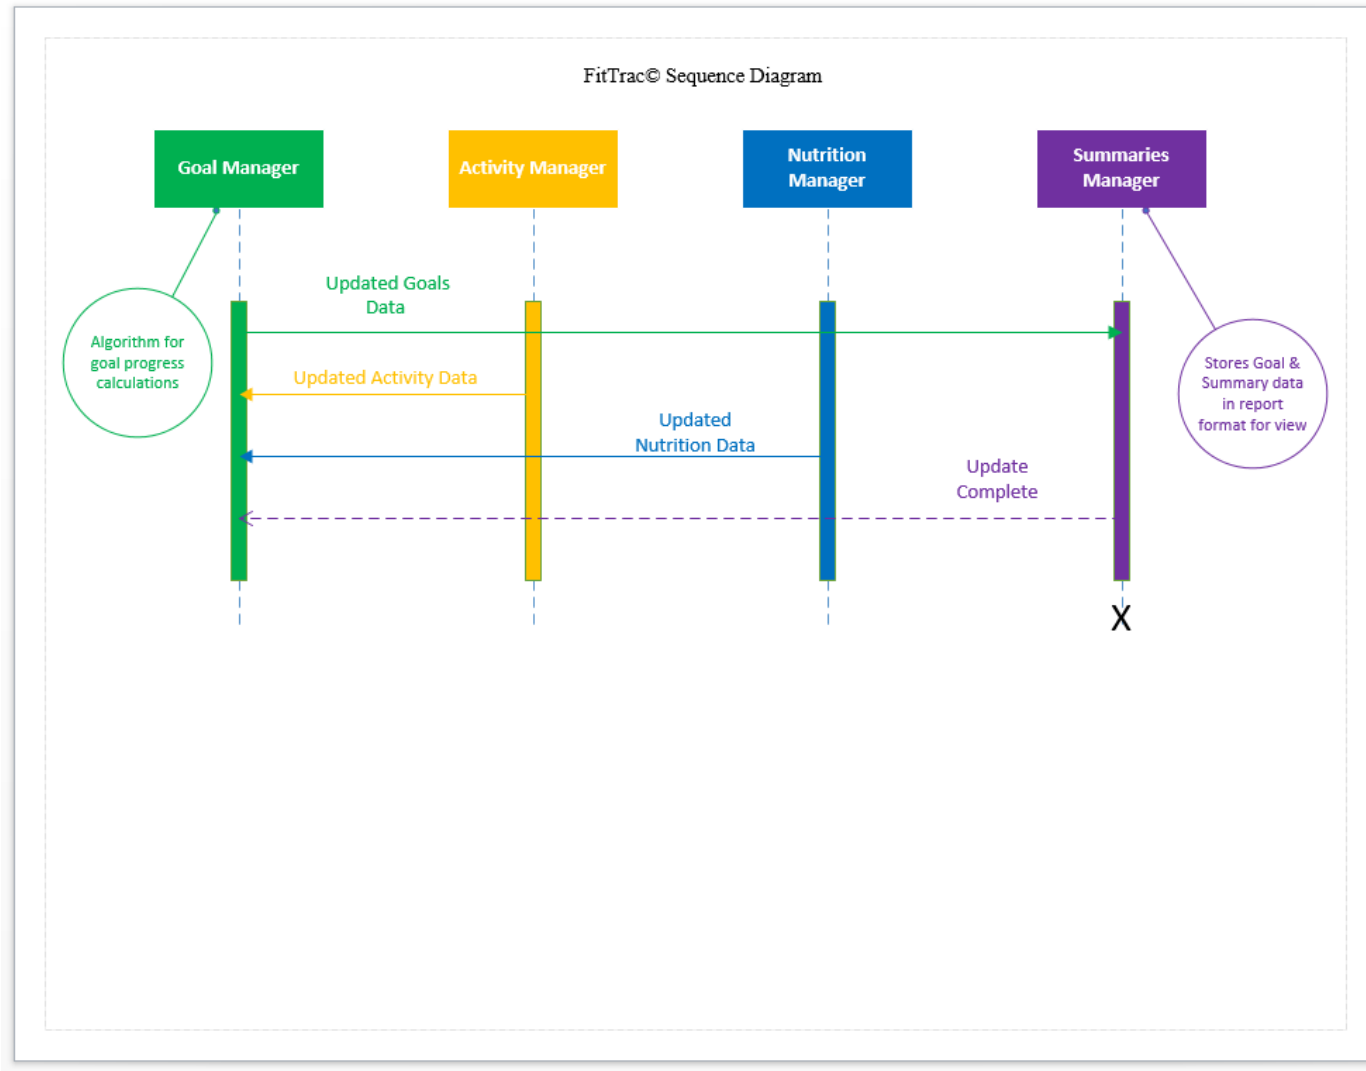 FitTrac© Sequence Diagram
Goal Manager
Activity Manager
Nutrition
Manager
Summaries
Manager
Updated Goals
Data
Algorithm for
goal progress
calculations
Updated Activity Data
Stores Goal &
Summary data
in report
format for view
Updated
Nutrition Data
Update
Complete
X